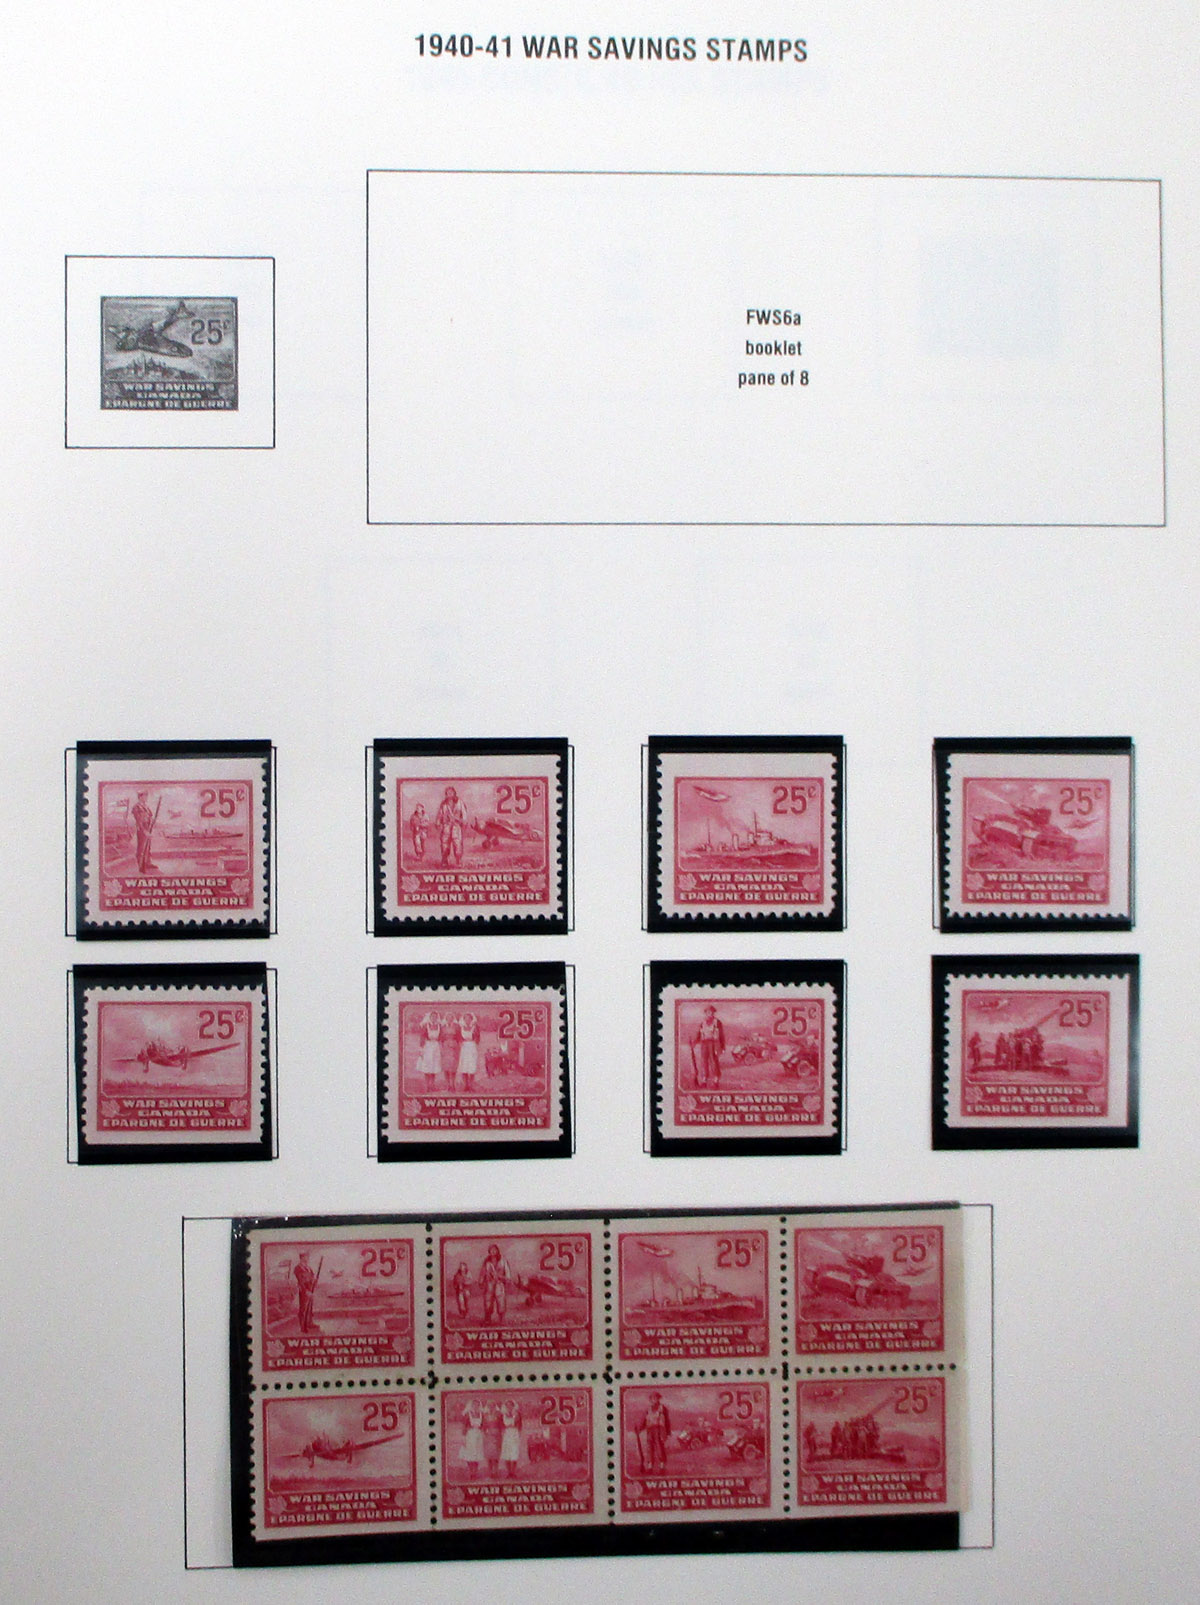 1940-41 WAR SAVINGS STAMPS
25¢
WAR SAVINGS
CANADA
EPARGNE DE GUERRE
FWS6a
booklet
pane of 8
25¢
WAR SAVINGS
CANADA
EPARGNE DE GUERRE
25¢
WAR SAVINGS
CANADA
EPARGNE DE GUERRE
25¢
WAR SAVINGS
CANADA
EPARGNE DE GUERRE
25¢
WAR SAVINGS
CANADA
EPARGNE DE GUERRE
25¢
WAR SAVINGS
CANADA
EPARGNE DE GUERRE
25¢
WAR SAVINGS
CANADA
EPARGNE DE GUERRE
25¢
WAR SAVINGS
CANADA
EPARGNE DE GUERRE
25¢
WAR SAVINGS
CANADA
EPARGNE DE GUERRE
25¢
WAR SAVINGS
CANADA
EPARGNE DE GUERRE
25¢
WAR SAVINGS
CANADA
EPARGNE DE GUERRE
25¢
WAR SAVINGS
CANADA
EPARGNE DE GUERRE
25¢
WAR SAVINGS
CANADA
EPARGNE DE GUERRE
25¢
WAR SAVINGS
CANADA
EPARGNE DE GUERRE
25¢
WAR SAVINGS
CANADA
EPARGNE DE GUERRE
25¢
WAR SAVINGS
CANADA
EPARGNE DE GUERRE
25¢
WAR SAVINGS
CANADA
EPARGNE DE GUERRE